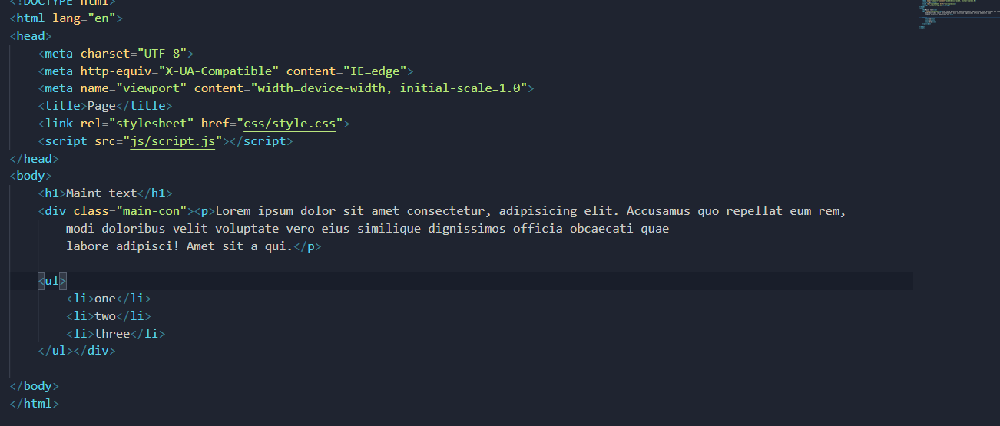 <!DOCTYPE html>
<html lang="en">
<head>
    <meta charset="UTF-8">
    <meta http-equiv="X-UA-Compatible" content="IE=edge">
    <meta name="viewport" content="width=device-width, initial-scale=1.0">
    <title>Page</title>
    <link rel="stylesheet" href="css/style.css">
    <script src="js/script.js"></script>
</head>
<body>
    <h1>Maint text</h1>
    <div class="main-con"><p>Lorem ipsum dolor sit amet consectetur, adipisicing elit. Accusamus quo repellat eum rem,
        modi doloribus velit voluptate vero eius similique dignissimos officia obcaecati quae
        labore adipisci! Amet sit a qui.</p>
    <ul>
        <li>one</li>
        <li>two</li>
        <li>three</li>
    </ul></div>
</body>
</html>